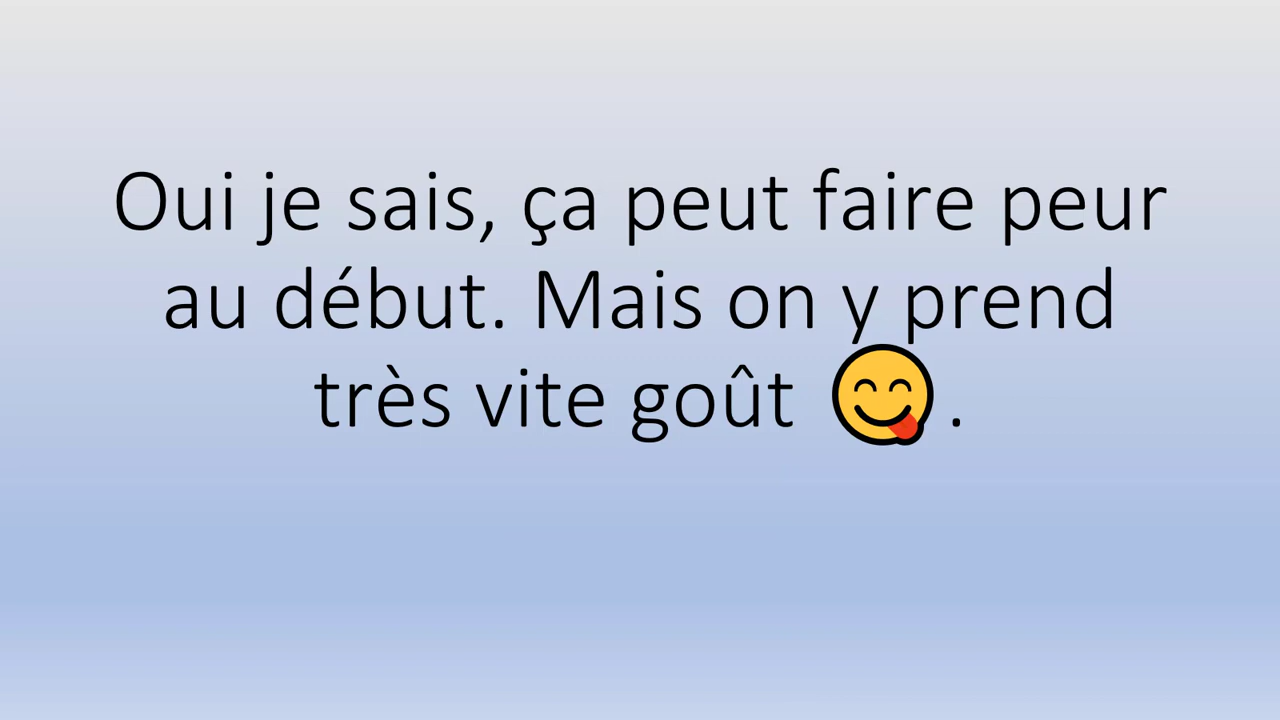 Oui je sais, ça peut faire peur
au début. Mais on y prend
très vite goût 😋.